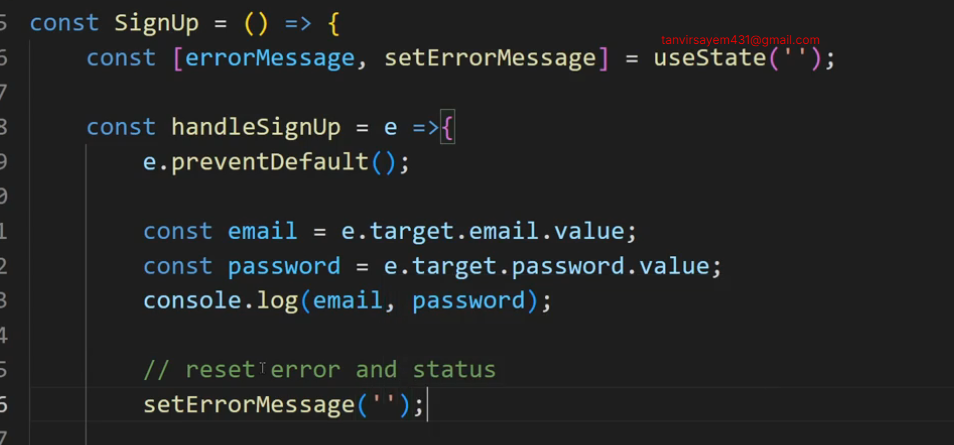 5 const SignUp = () => {
tanvirsayem431@gmail.com
6 const [errorMessage, setErrorMessage] = useState('');
7
8 const handleSignUp = e =>{
9 e.preventDefault();
0
1 const email = e.target.email.value;
2 const password = e.target.password.value;
3 console.log(email, password);
4
5 // reset error and status
6 setErrorMessage('');
7